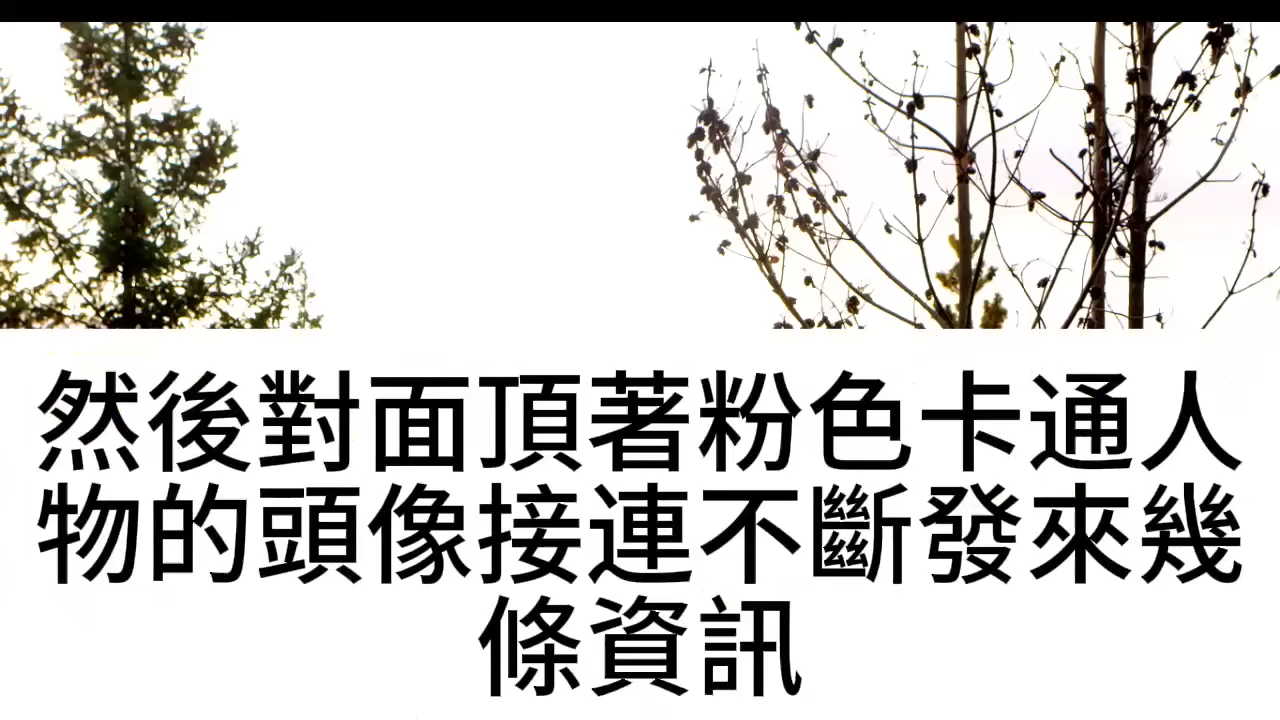 然後對面頂著粉色卡通人
物的頭像接連不斷發來幾
條資訊